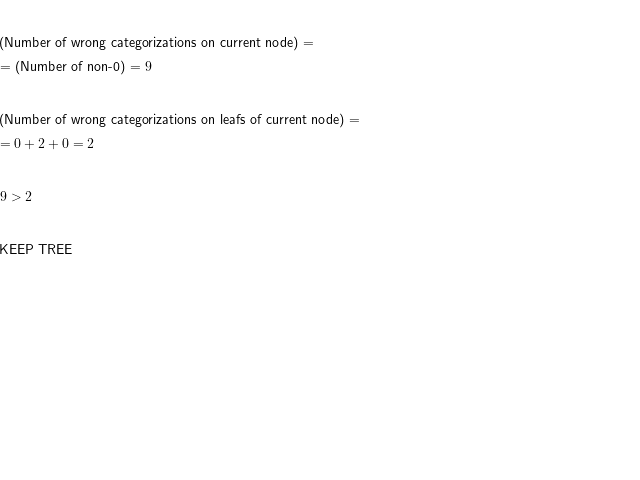 (Number of wrong categorizations on current node) =
= (Number of non-0) = 9
(Number of wrong categorizations on leafs of current node) =
= 0 + 2 + 0 = 2
9 > 2
KEEP TREE